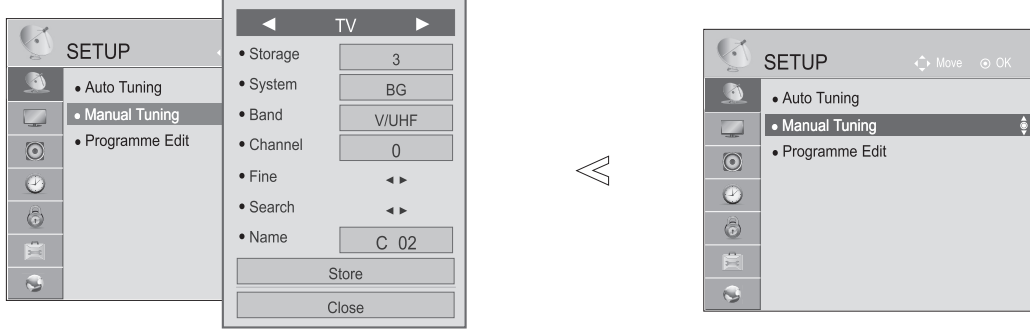 SETUP
• Auto Tuning
• Manual Tuning
• Programme Edit
◄ TV ►
• Storage 3
• System BG
• Band V/UHF
• Channel 0
• Fine ◄ ►
• Search ◄ ►
• Name C 02
Store
Close
SETUP Move OK
• Auto Tuning
• Manual Tuning
• Programme Edit